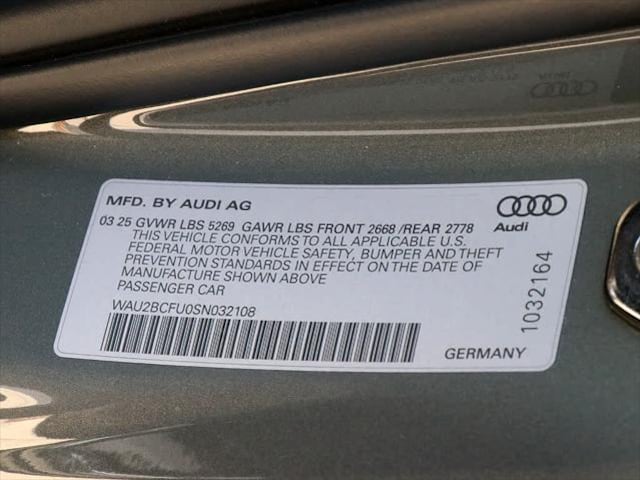 MFD. BY AUDI AG
03 25 GVWR LBS 5269 GAWR LBS FRONT 2668 /REAR 2778
THIS VEHICLE CONFORMS TO ALL APPLICABLE U.S.
FEDERAL MOTOR VEHICLE SAFETY, BUMPER AND THEFT
PREVENTION STANDARDS IN EFFECT ON THE DATE OF
MANUFACTURE SHOWN ABOVE
PASSENGER CAR
WAU2BCFU0SN032108
Audi
1032164
GERMANY